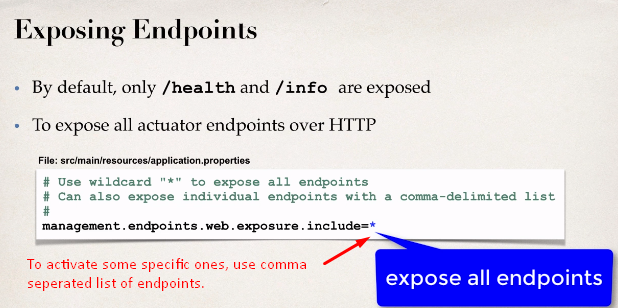 Exposing Endpoints
• By default, only /health and /info are exposed
• To expose all actuator endpoints over HTTP
File: src/main/resources/application.properties
# Use wildcard "*" to expose all endpoints
# Can also expose individual endpoints with a comma-delimited list
#
management.endpoints.web.exposure.include=*
To activate some specific ones, use comma
seperated list of endpoints.
expose all endpoints